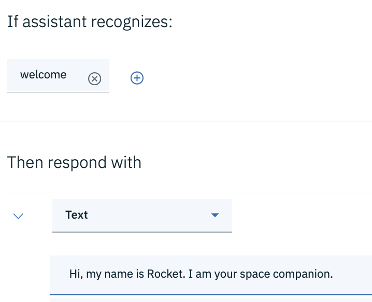 If assistant recognizes:
welcome
Then respond with
Text
Hi, my name is Rocket. I am your space companion.